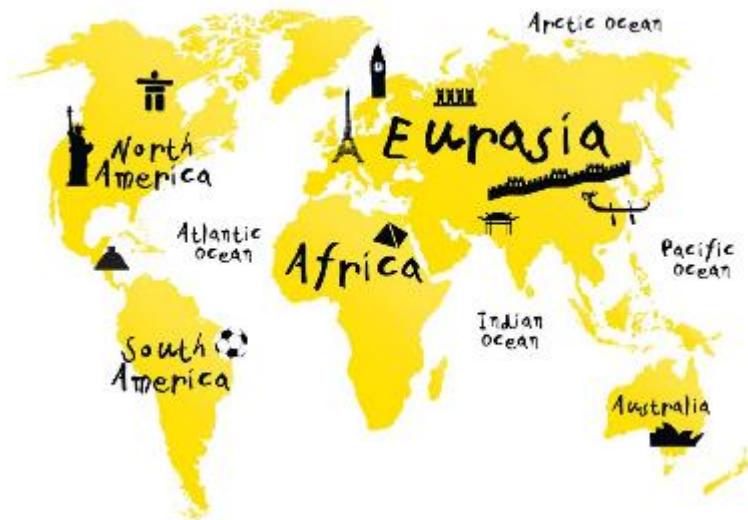 Arctic ocean
Eurasia
North
America
Atlantic
ocean
Africa
Pacific
ocean
Indian
ocean
South
America
Australia